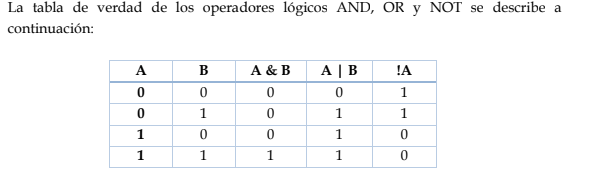 La tabla de verdad de los operadores lógicos AND, OR y NOT se describe a
continuación:
A B A & B A | B !A
0 0 0 0 1
0 1 0 1 1
1 0 0 1 0
1 1 1 1 0